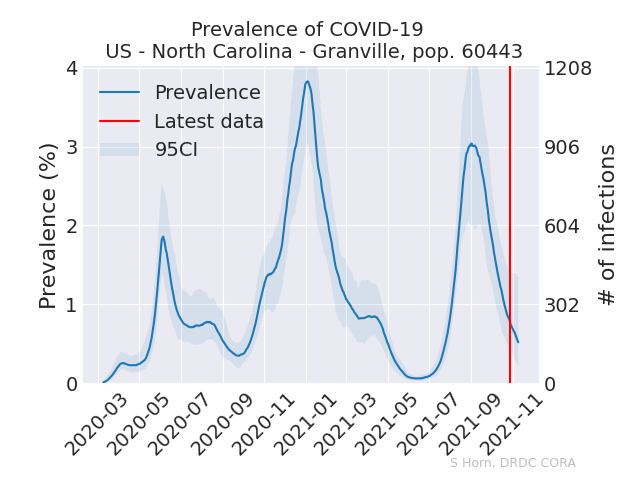 Prevalence of COVID-19
US - North Carolina - Granville, pop. 60443
Prevalence (%)
4
3
2
1
0
Prevalence
Latest data
95CI
1208
906
604
302
0
# of infections
2020-03
2020-05
2020-07
2020-09
2020-11
2021-01
2021-03
2021-05
2021-07
2021-09
2021-11
S Horn, DRDC CORA